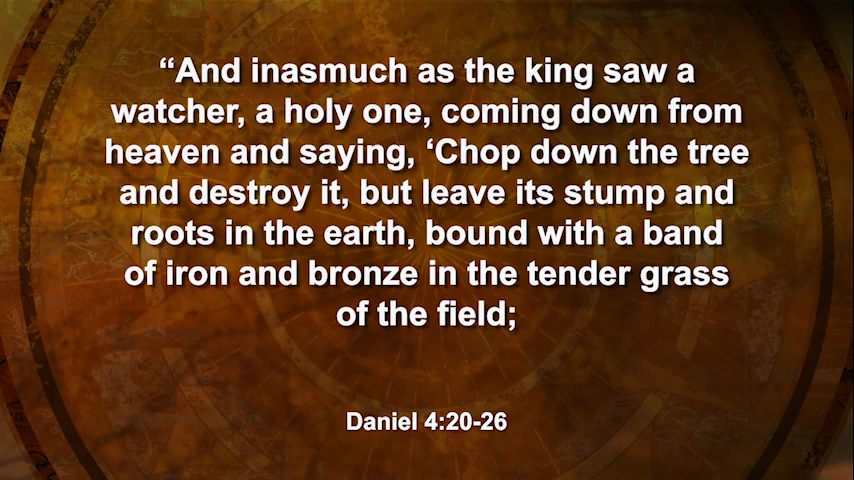 “And inasmuch as the king saw a
watcher, a holy one, coming down from
heaven and saying, ‘Chop down the tree
and destroy it, but leave its stump and
roots in the earth, bound with a band
of iron and bronze in the tender grass
of the field;
Daniel 4:20-26